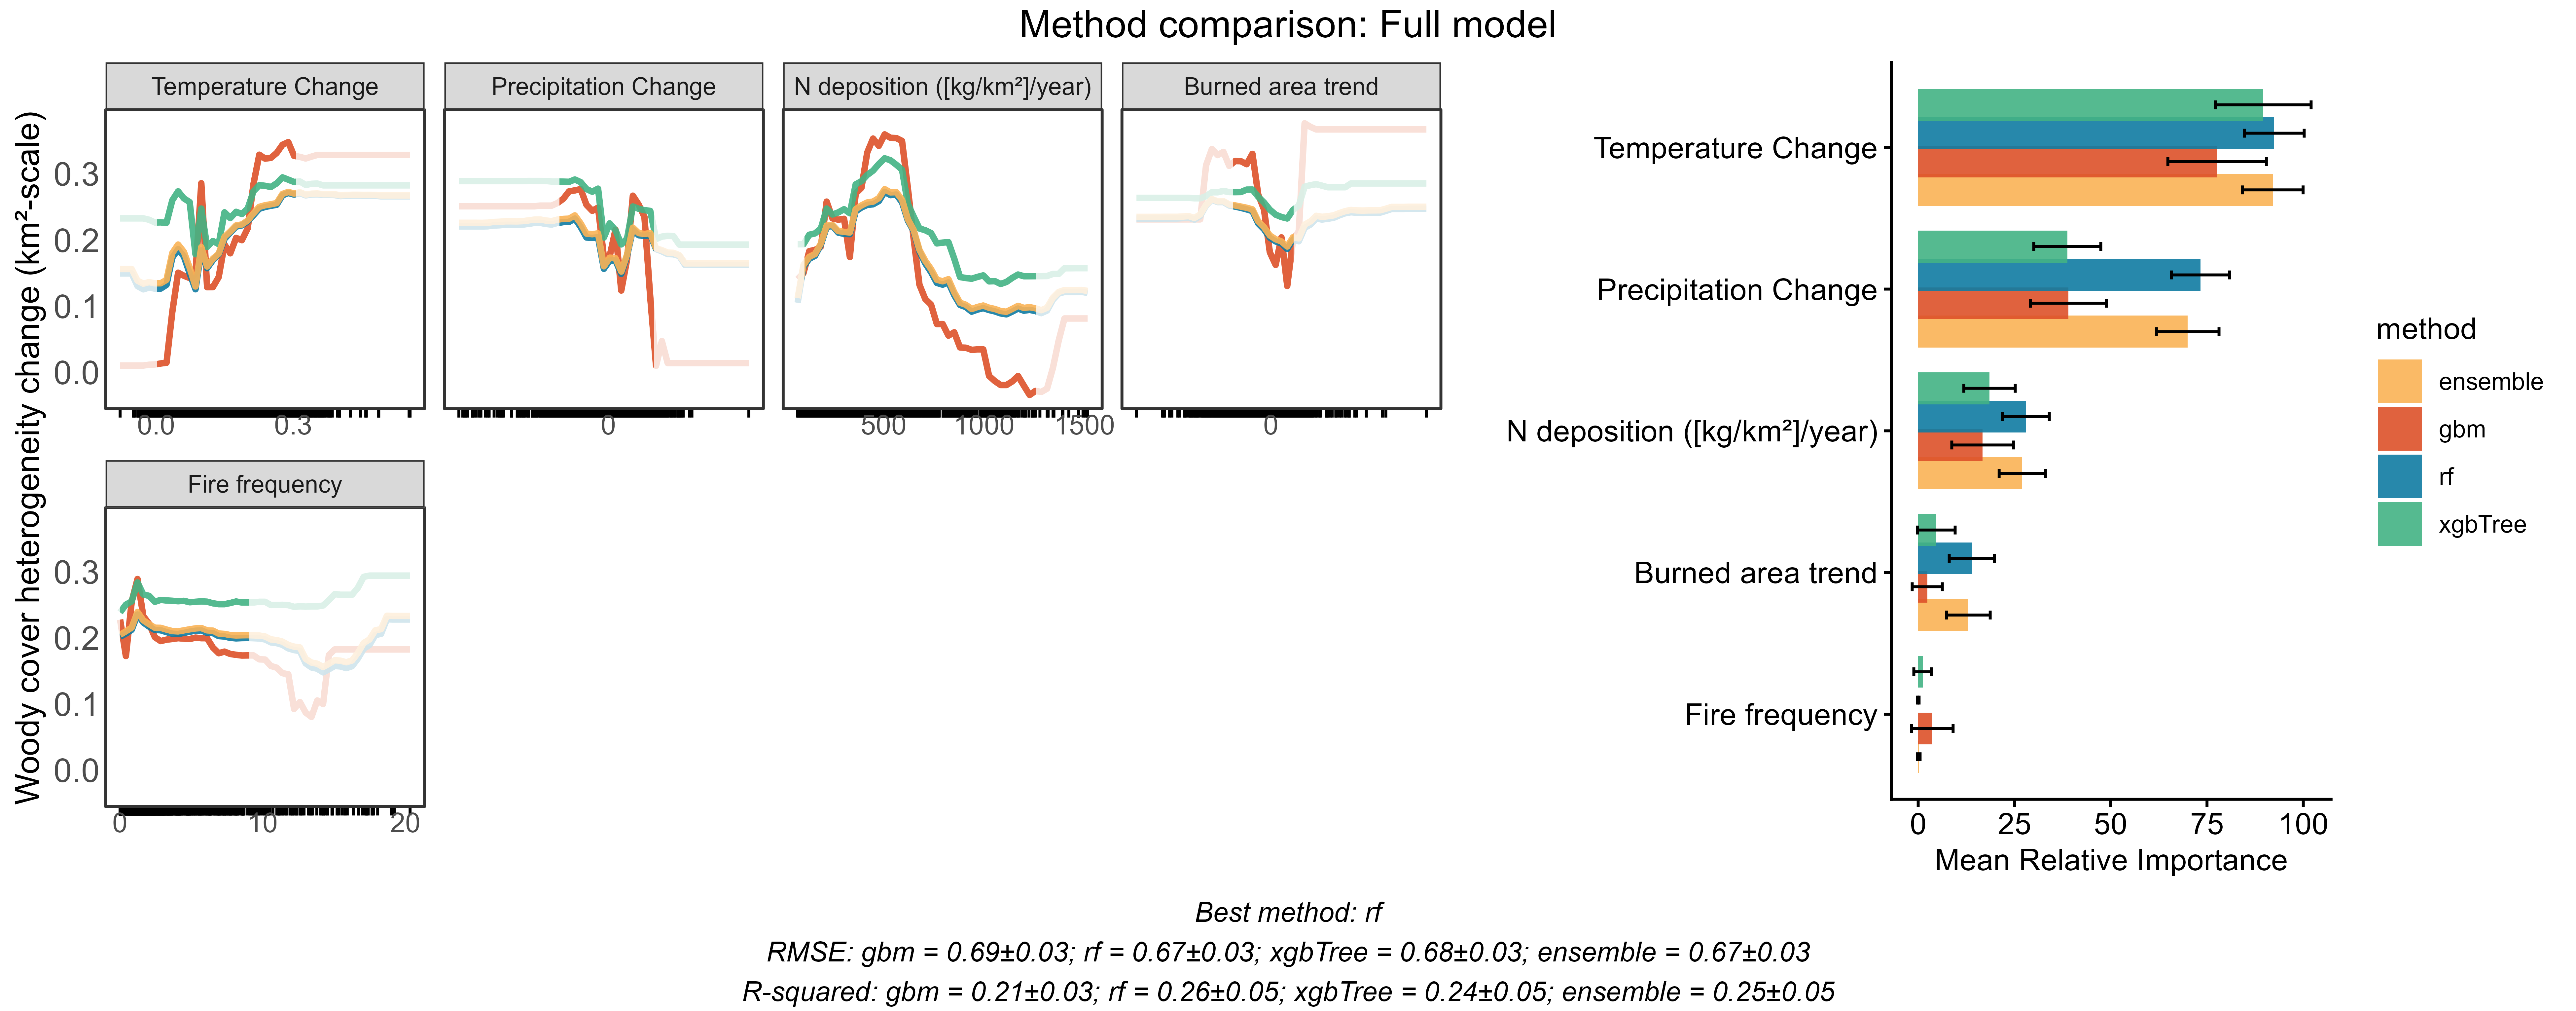 Method comparison: Full model
Woody cover heterogeneity change (km²-scale)
Temperature Change
Precipitation Change
N deposition ([kg/km²]/year)
Burned area trend
0.3
0.2
0.1
0.0
0.0 0.3
0
500 1000 1500
0
Fire frequency
0.3
0.2
0.1
0.0
0 10 20
Temperature Change
Precipitation Change
N deposition ([kg/km²]/year)
Burned area trend
Fire frequency
0 25 50 75 100
Mean Relative Importance
method
ensemble
gbm
rf
xgbTree
Best method: rf
RMSE: gbm = 0.69±0.03; rf = 0.67±0.03; xgbTree = 0.68±0.03; ensemble = 0.67±0.03
R-squared: gbm = 0.21±0.03; rf = 0.26±0.05; xgbTree = 0.24±0.05; ensemble = 0.25±0.05